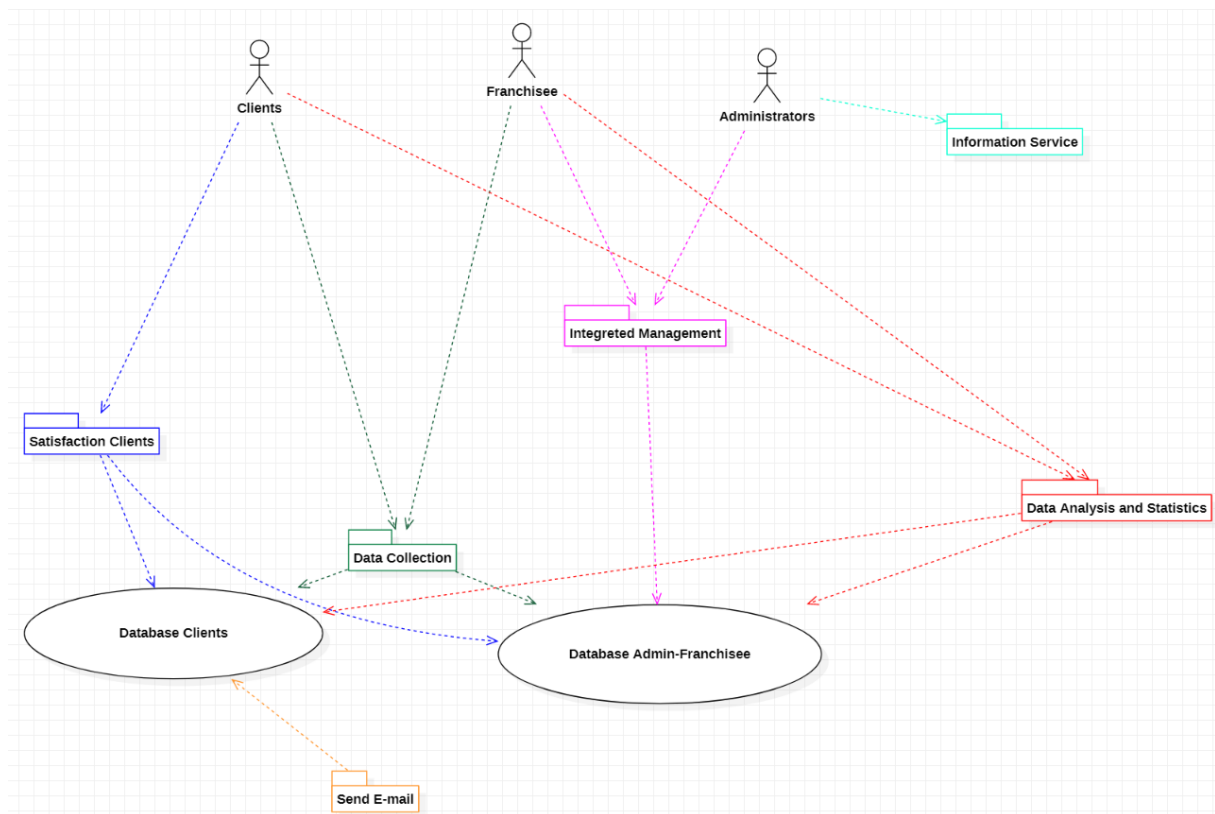 Clients
Franchisee
Administrators
Information Service
Integreted Management
Satisfaction Clients
Data Analysis and Statistics
Data Collection
Database Clients
Database Admin-Franchisee
Send E-mail